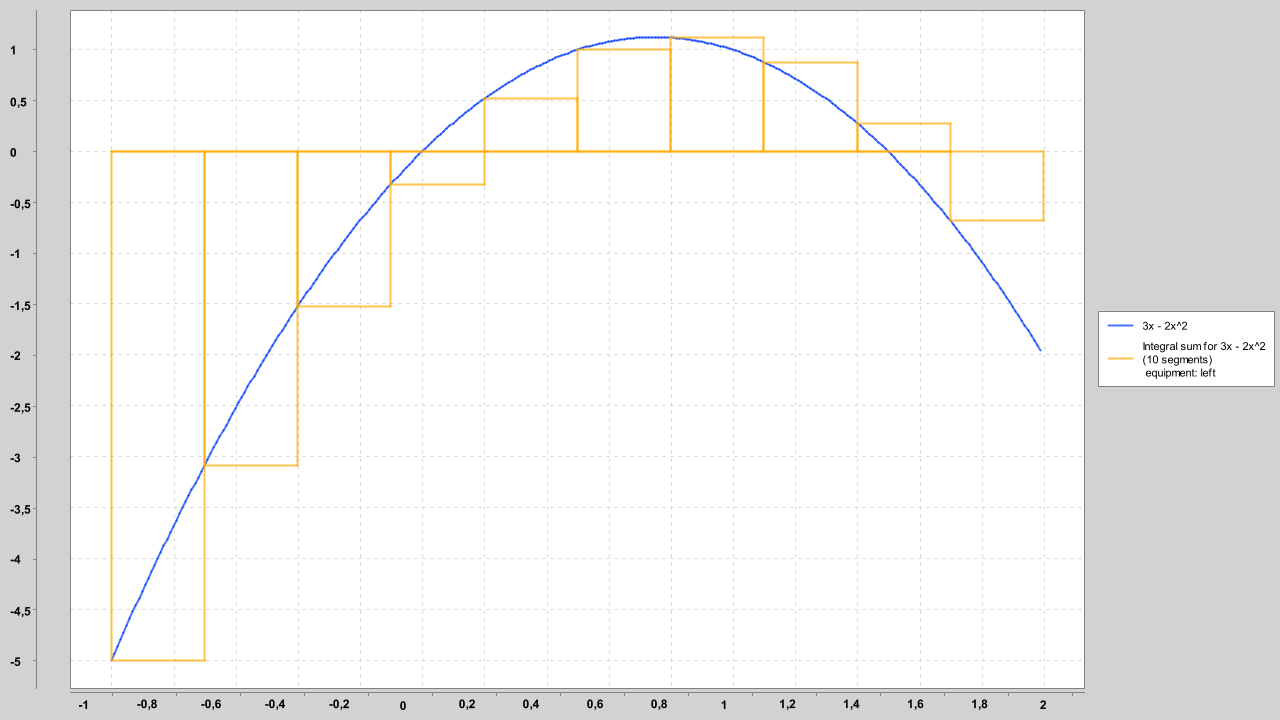 1
0,5
0
-0,5
-1
-1,5
-2
-2,5
-3
-3,5
-4
-4,5
-5
-1 -0,8 -0,6 -0,4 -0,2 0 0,2 0,4 0,6 0,8 1 1,2 1,4 1,6 1,8 2
3x - 2x^2
Integral sum for 3x - 2x^2
(10 segments)
equipment: left